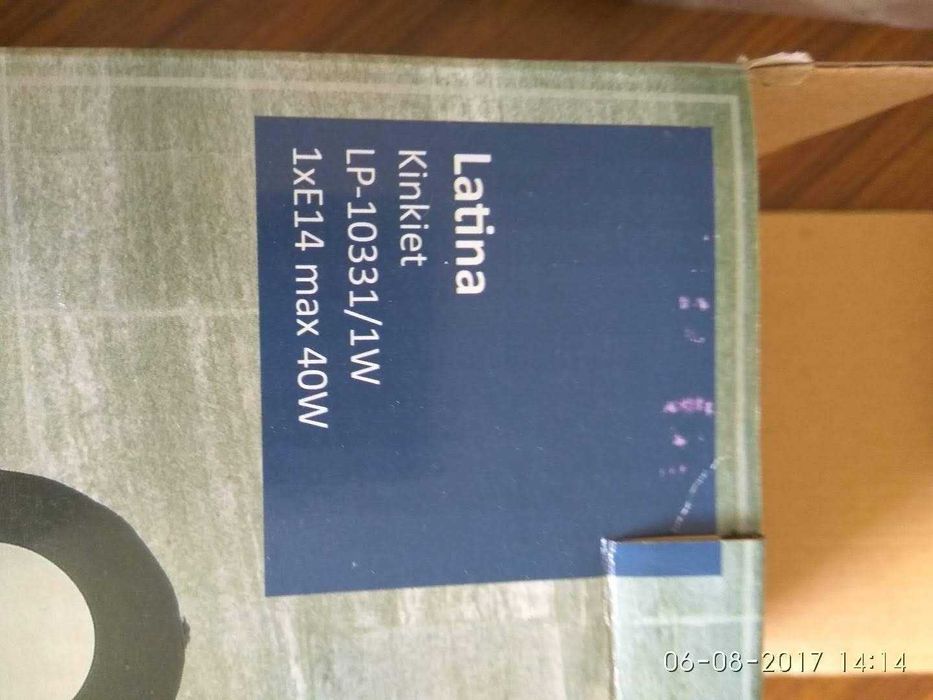 Latina
Kinkiet
LP-10331/1W
1xE14 max 40W
06-08-2017 14:14